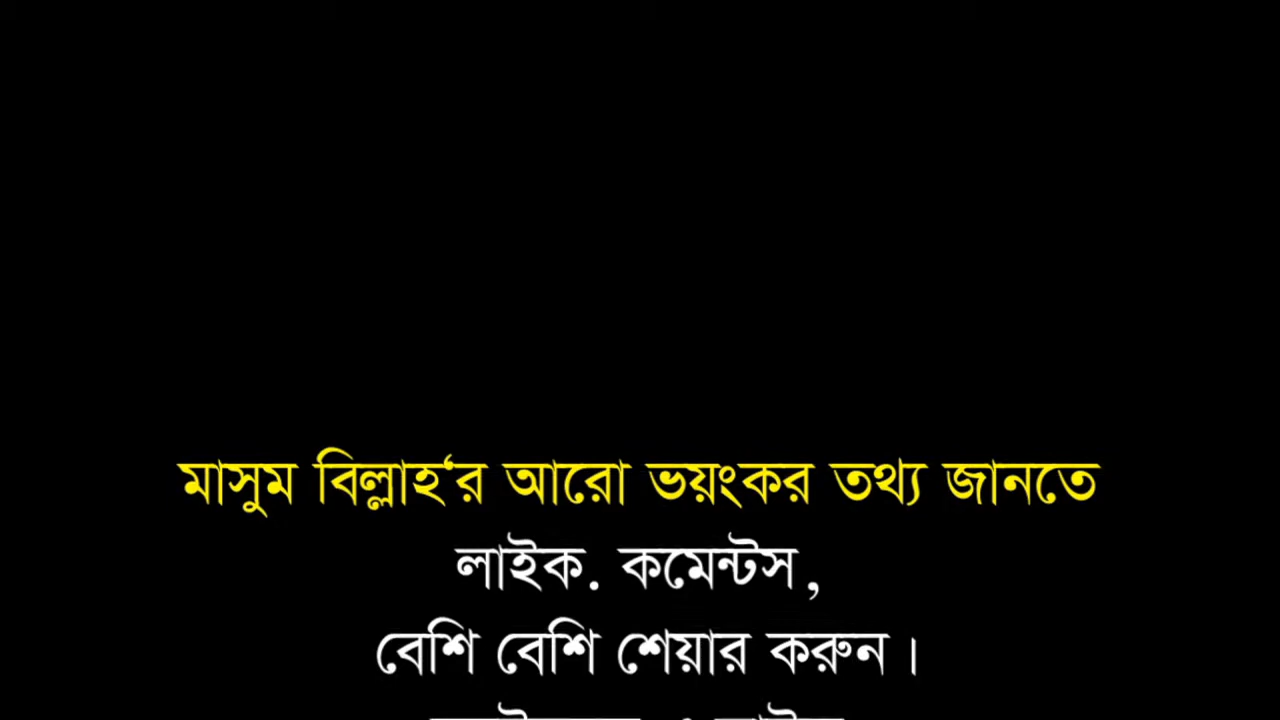 মাসুম বিল্লাহ‘র আরো ভয়ংকর তথ্য জানতে
লাইক. কমেন্টস,
বেশি বেশি শেয়ার করুন।